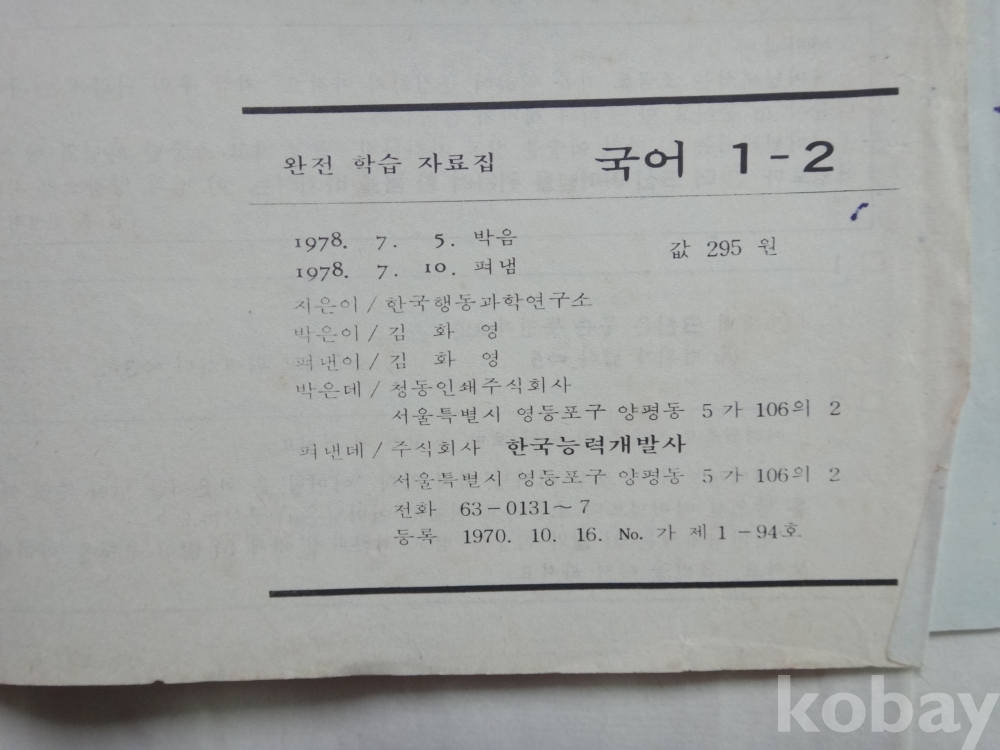 완전 학습 자료집 국어 1-2
1978. 7. 5. 박음 값 295 원
1978. 7. 10. 펴냄
지은이 / 한국행동과학연구소
박은이 / 김 화 영
펴낸이 / 김 화 영
박은데 / 청동인쇄주식회사
서울특별시 영등포구 양평동 5 가 106의 2
펴낸데 / 주식회사 한국능력개발사
서울특별시 영등포구 양평동 5 가 106의 2
전화 63-0131~7
등록 1970. 10. 16. No. 가 제 1-94호
kobay